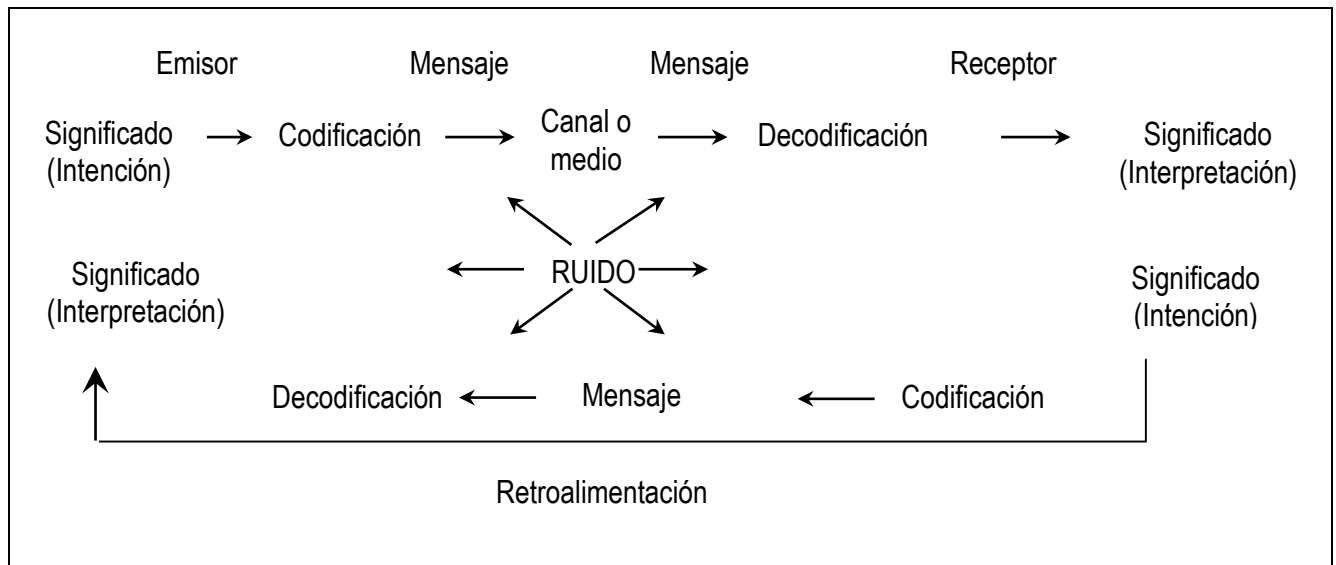 Emisor Mensaje Mensaje Receptor
Significado
(Intención)
Codificación
Canal o
medio
Decodificación
Significado
(Interpretación)
Significado
(Interpretación)
RUIDO
Significado
(Intención)
Decodificación Mensaje Codificación
Retroalimentación